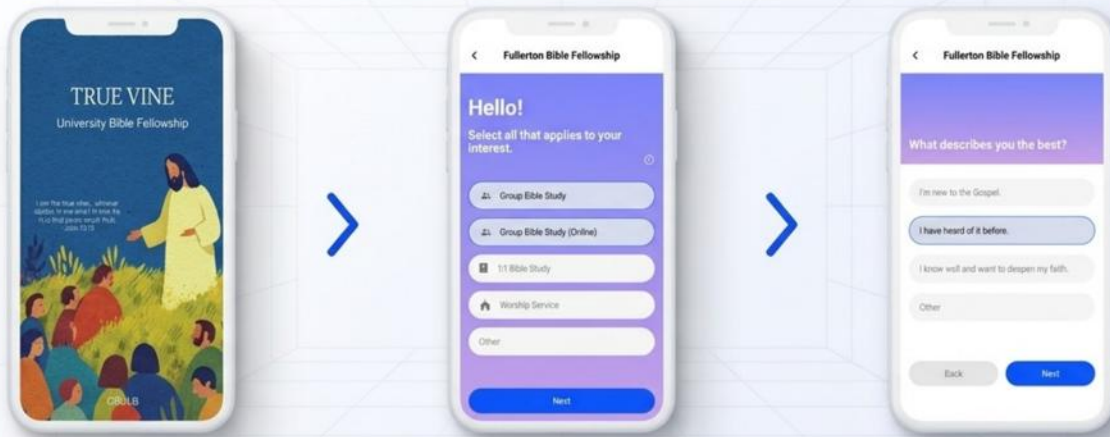 TRUE VINE
University Bible Fellowship
CSULB
Fullerton Bible Fellowship
Hello!
Select all that applies to your
interest.
Group Bible Study
Group Bible Study (Online)
1:1 Bible Study
Worship Service
Other
Next
Fullerton Bible Fellowship
What describes you the best?
I'm new to the Gospel.
I have heard of it before.
I know woll and want to despen my faith.
Other
Back
Next